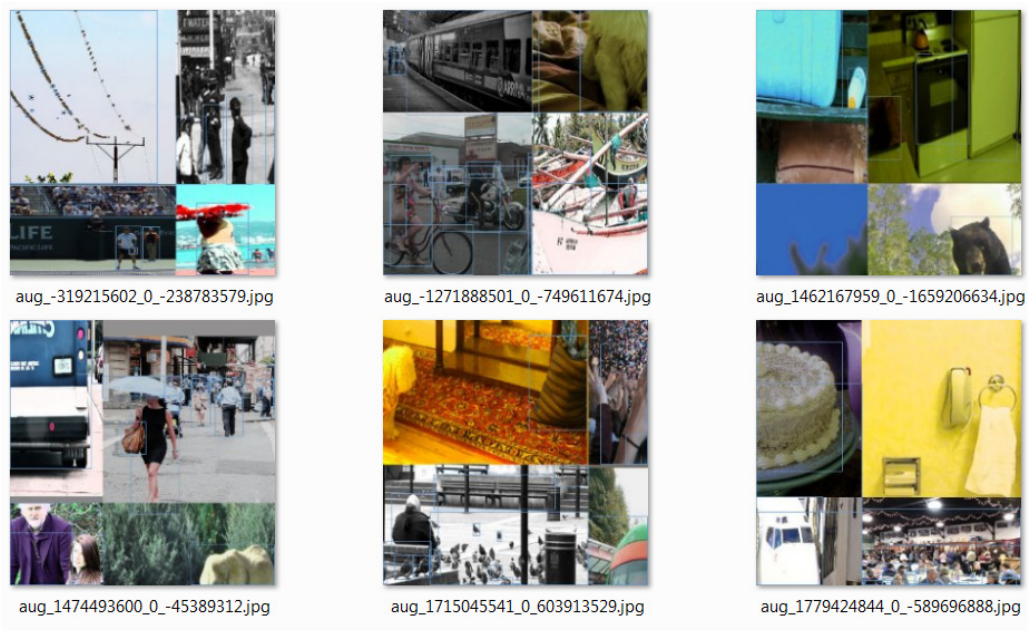 aug_-319215602_0_-238783579.jpg
aug_-1271888501_0_-749611674.jpg
aug_1462167959_0_-1659206634.jpg
aug_1474493600_0_-45389312.jpg
aug_1715045541_0_603913529.jpg
aug_1779424844_0_-589696888.jpg
LIFE
ARRIVA